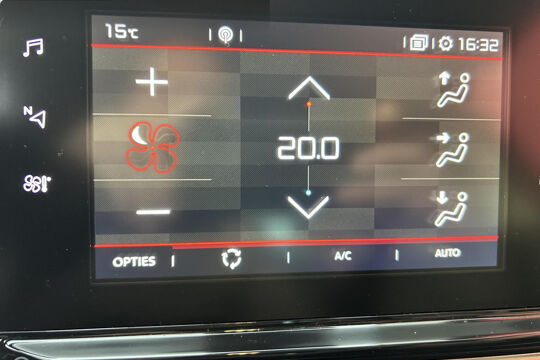 15°C
16:32
N
20.0
OPTIES
A/C
AUTO